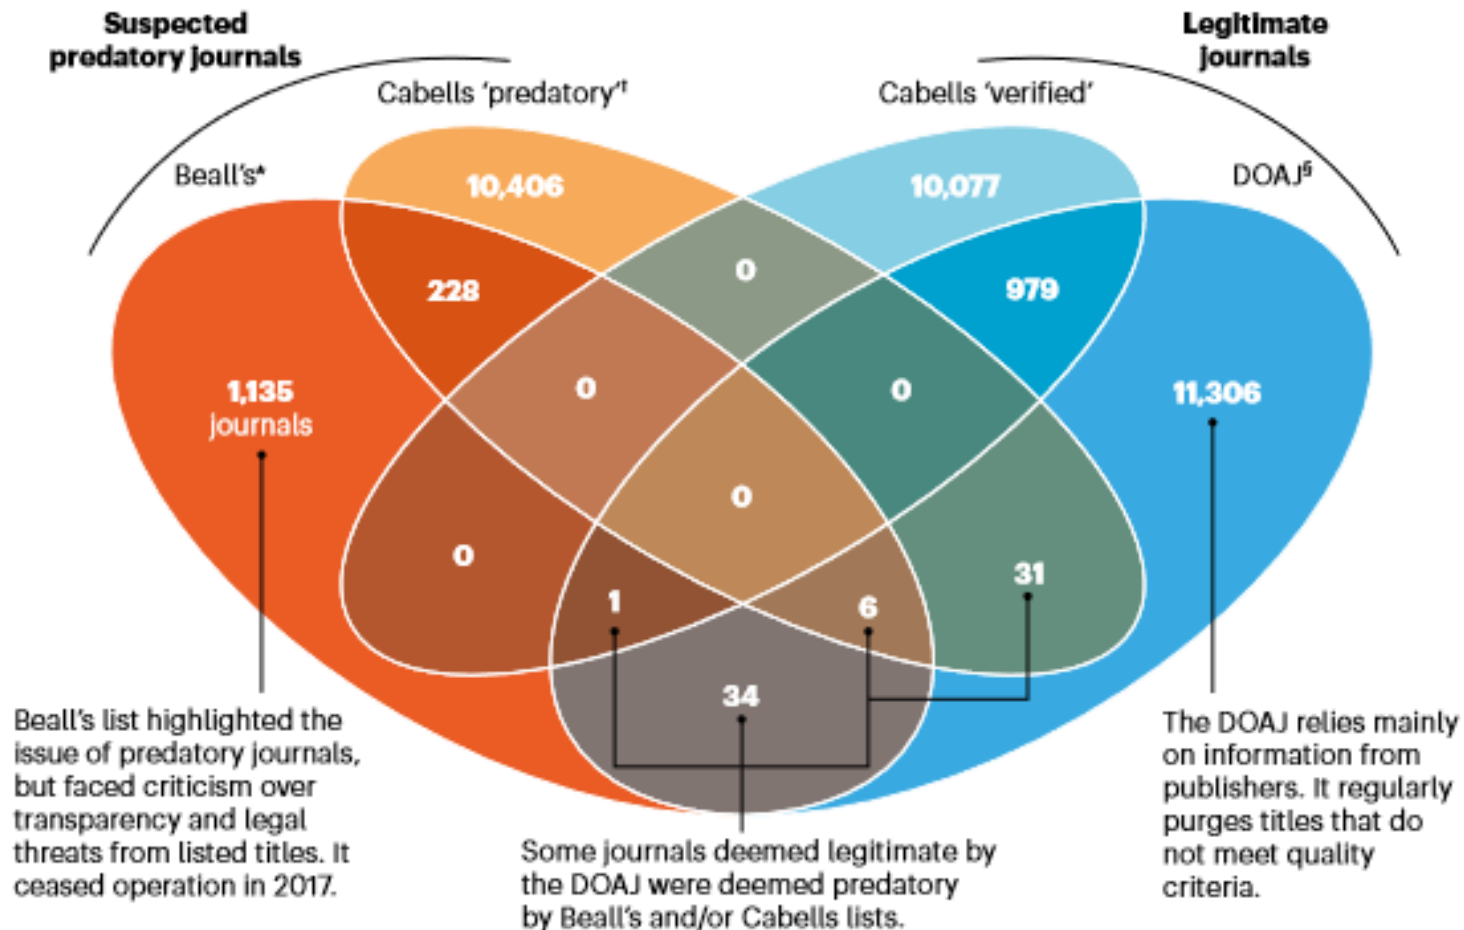 Suspected
predatory journals
Legitimate
journals
Cabells ‘predatory’†
Cabells ‘verified’
Beall’s*
DOAJ§
10,406
10,077
228
0
979
1,135
journals
0
0
11,306
0
0
1
6
31
34
Beall’s list highlighted the
issue of predatory journals,
but faced criticism over
transparency and legal
threats from listed titles. It
ceased operation in 2017.
Some journals deemed legitimate by
the DOAJ were deemed predatory
by Beall’s and/or Cabells lists.
The DOAJ relies mainly
on information from
publishers. It regularly
purges titles that do
not meet quality
criteria.